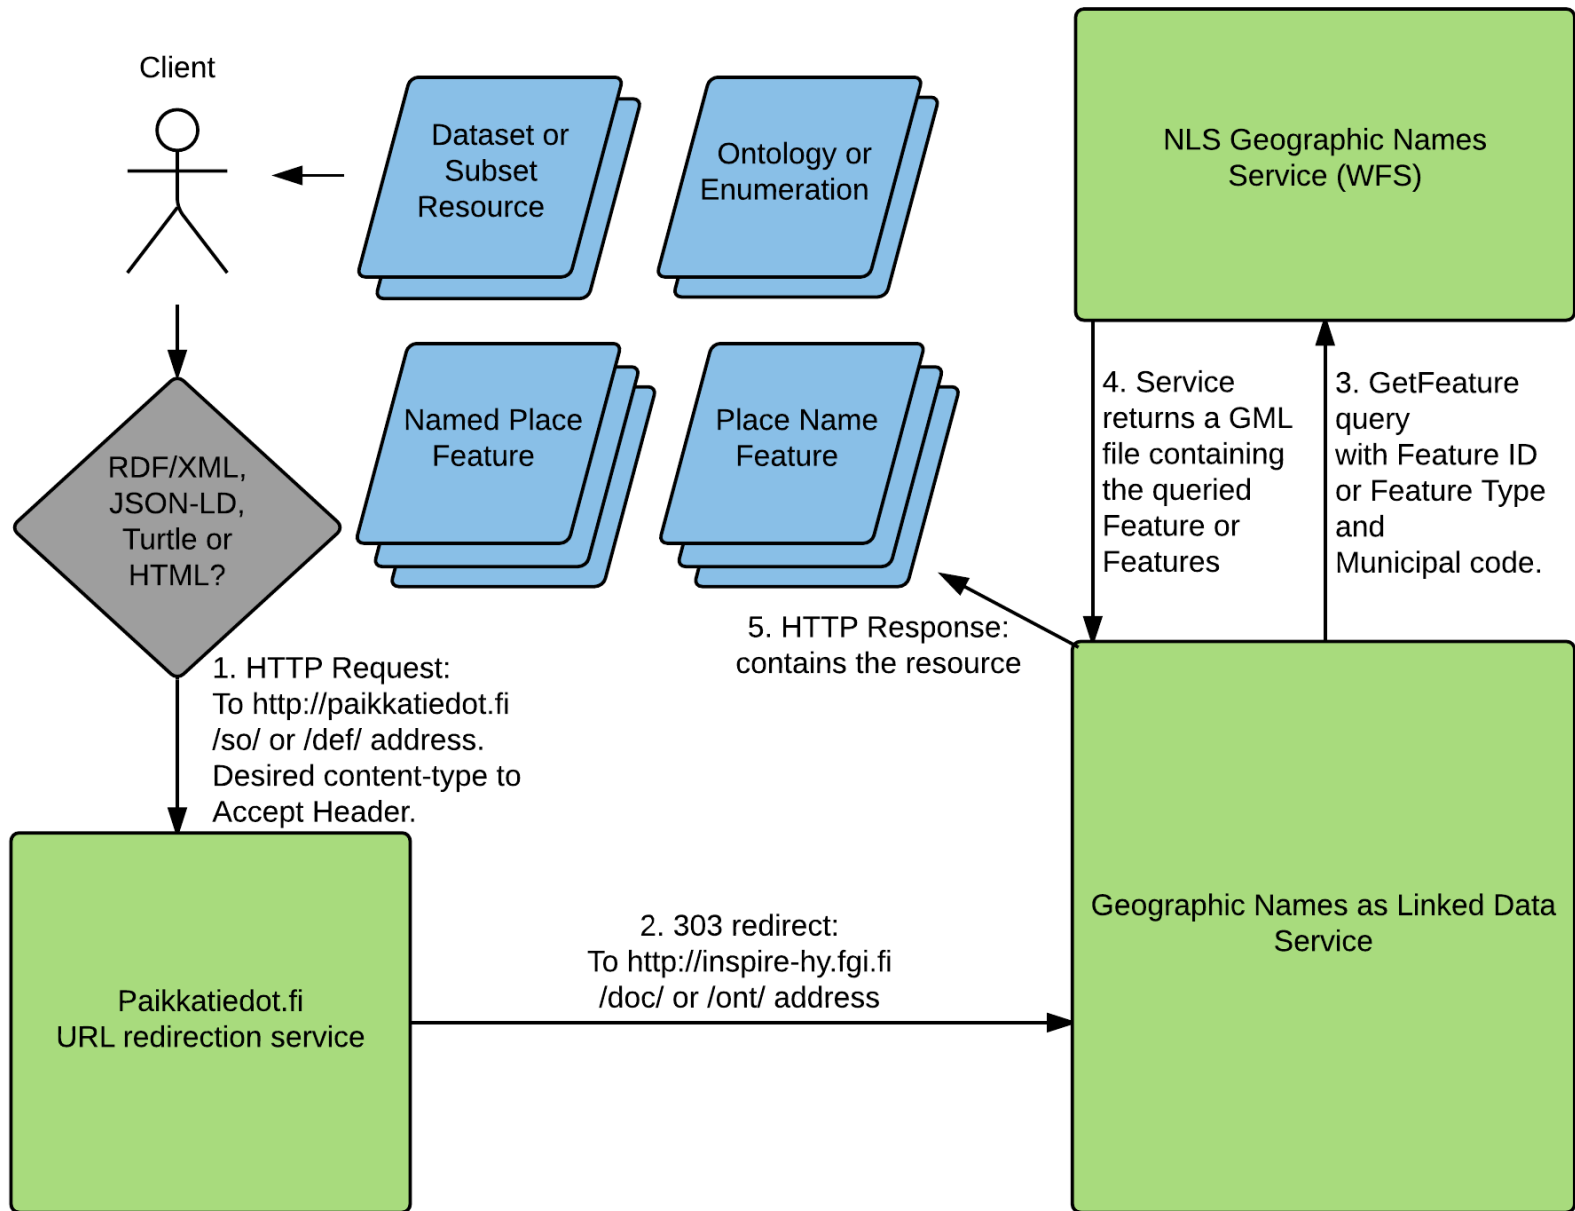 Client
Dataset or
Subset
Resource
Ontology or
Enumeration
NLS Geographic Names
Service (WFS)
Named Place
Feature
Place Name
Feature
4. Service
returns a GML
file containing
the queried
Feature or
Features
3. GetFeature
query
with Feature ID
or Feature Type
and
Municipal code.
RDF/XML,
JSON-LD,
Turtle or
HTML?
5. HTTP Response:
contains the resource
1. HTTP Request:
To http://paikkatiedot.fi
/so/ or /def/ address.
Desired content-type to
Accept Header.
2. 303 redirect:
To http://inspire-hy.fgi.fi
/doc/ or /ont/ address
Geographic Names as Linked Data
Service
Paikkatiedot.fi
URL redirection service